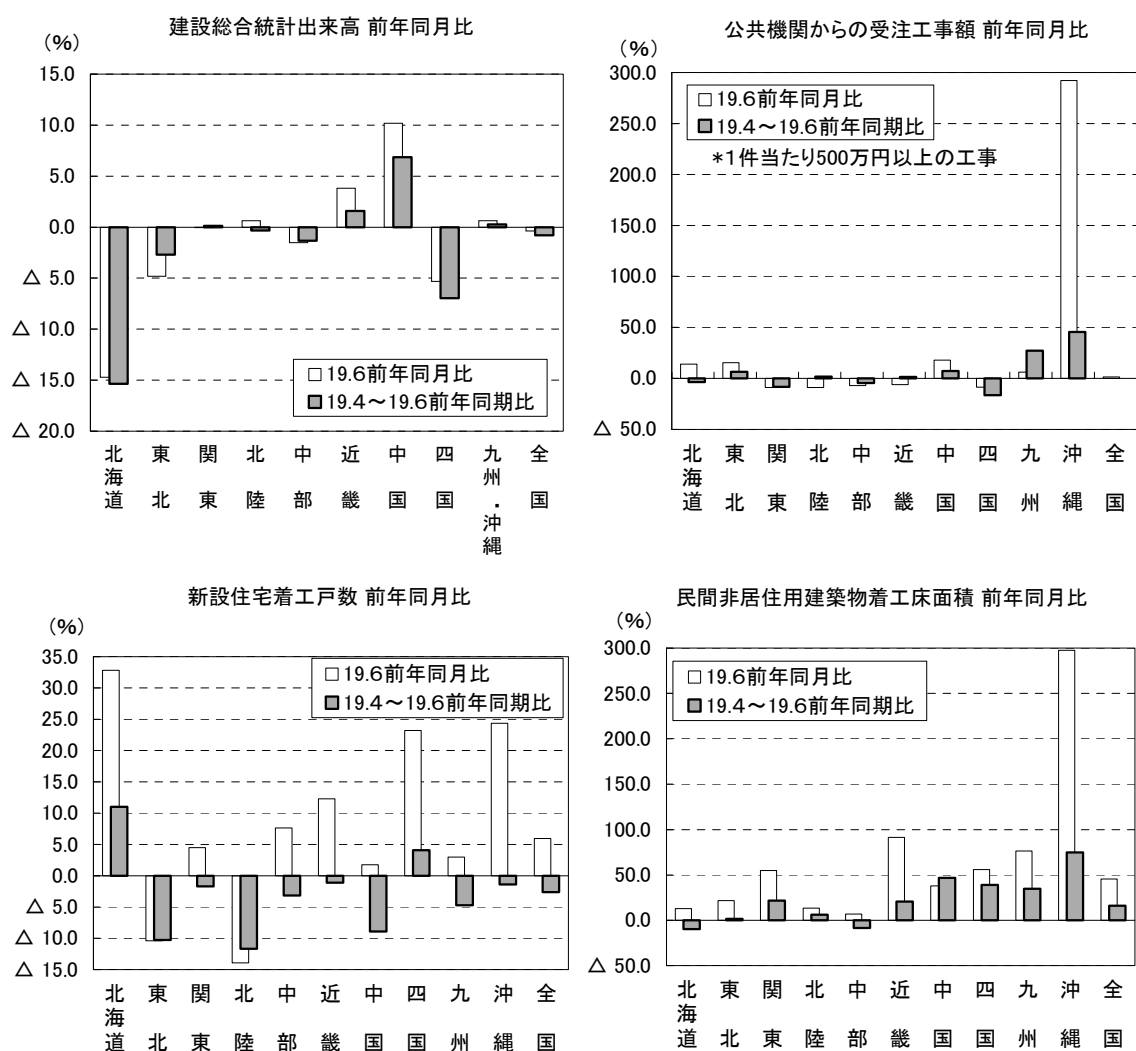 建設総合統計出来高 前年同月比
（％）
15.0
10.0
5.0
0.0
△ 5.0
△ 10.0
△ 15.0
△ 20.0
□ 19.6前年同月比
■ 19.4～19.6前年同期比
北海道 東北 関東 北陸 中部 近畿 中国 四国 九州・沖縄 全国
公共機関からの受注工事額 前年同月比
（％）
300.0
250.0
200.0
150.0
100.0
50.0
0.0
△ 50.0
□ 19.6前年同月比
■ 19.4～19.6前年同期比
*1件当たり500万円以上の工事
北海道 東北 関東 北陸 中部 近畿 中国 四国 九州 沖縄 全国
新設住宅着工戸数 前年同月比
（％）
35.0
30.0
25.0
20.0
15.0
10.0
5.0
0.0
△ 5.0
△ 10.0
△ 15.0
□ 19.6前年同月比
■ 19.4～19.6前年同期比
北海道 東北 関東 北陸 中部 近畿 中国 四国 九州 沖縄 全国
民間非居住用建築物着工床面積 前年同月比
（％）
300.0
250.0
200.0
150.0
100.0
50.0
0.0
△ 50.0
□ 19.6前年同月比
■ 19.4～19.6前年同期比
北海道 東北 関東 北陸 中部 近畿 中国 四国 九州 沖縄 全国